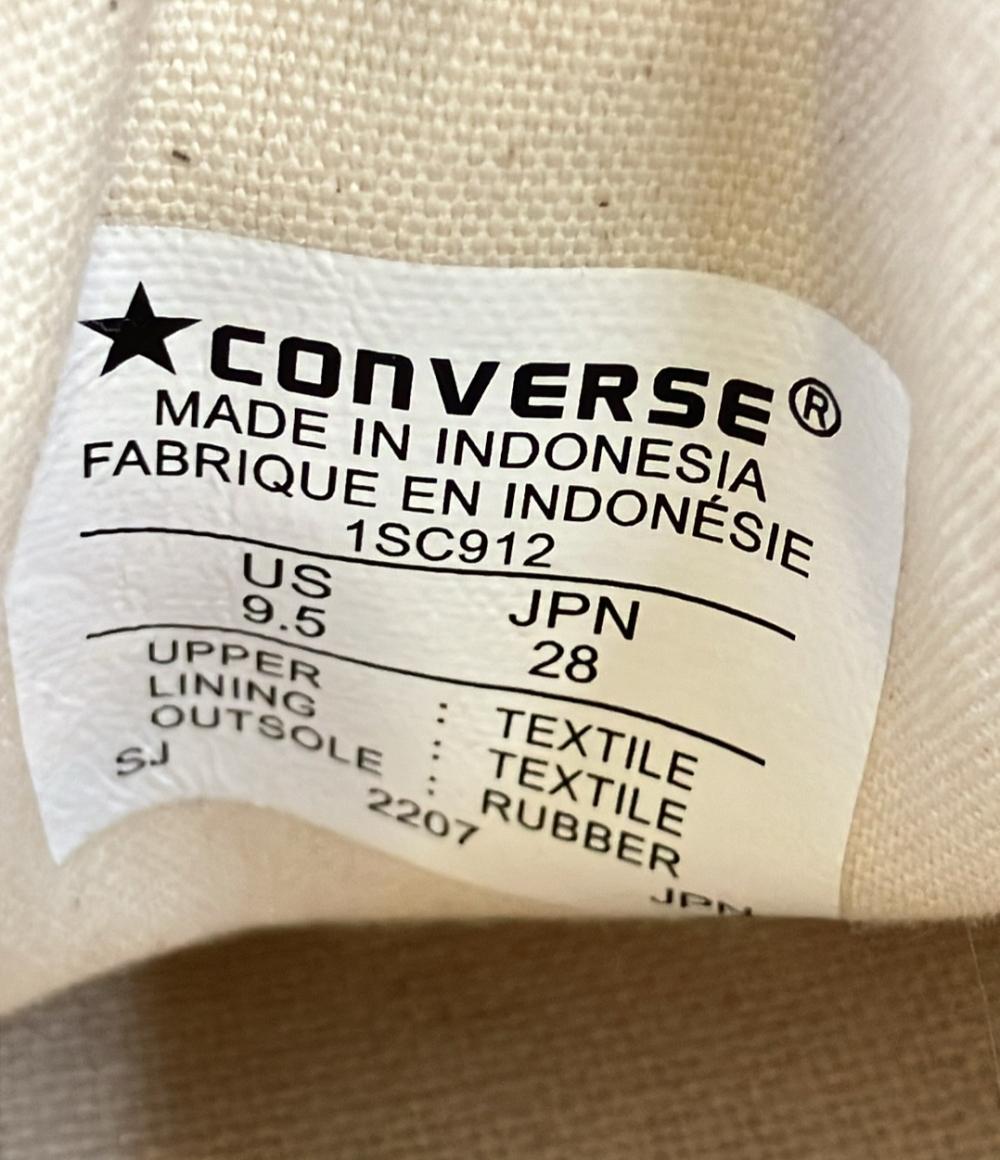 ★CONVERSE®
MADE IN INDONESIA
FABRIQUE EN INDONÉSIE
1SC912
US JPN
9.5 28
UPPER : TEXTILE
LINING : TEXTILE
OUTSOLE : RUBBER
SJ 2207 JPN